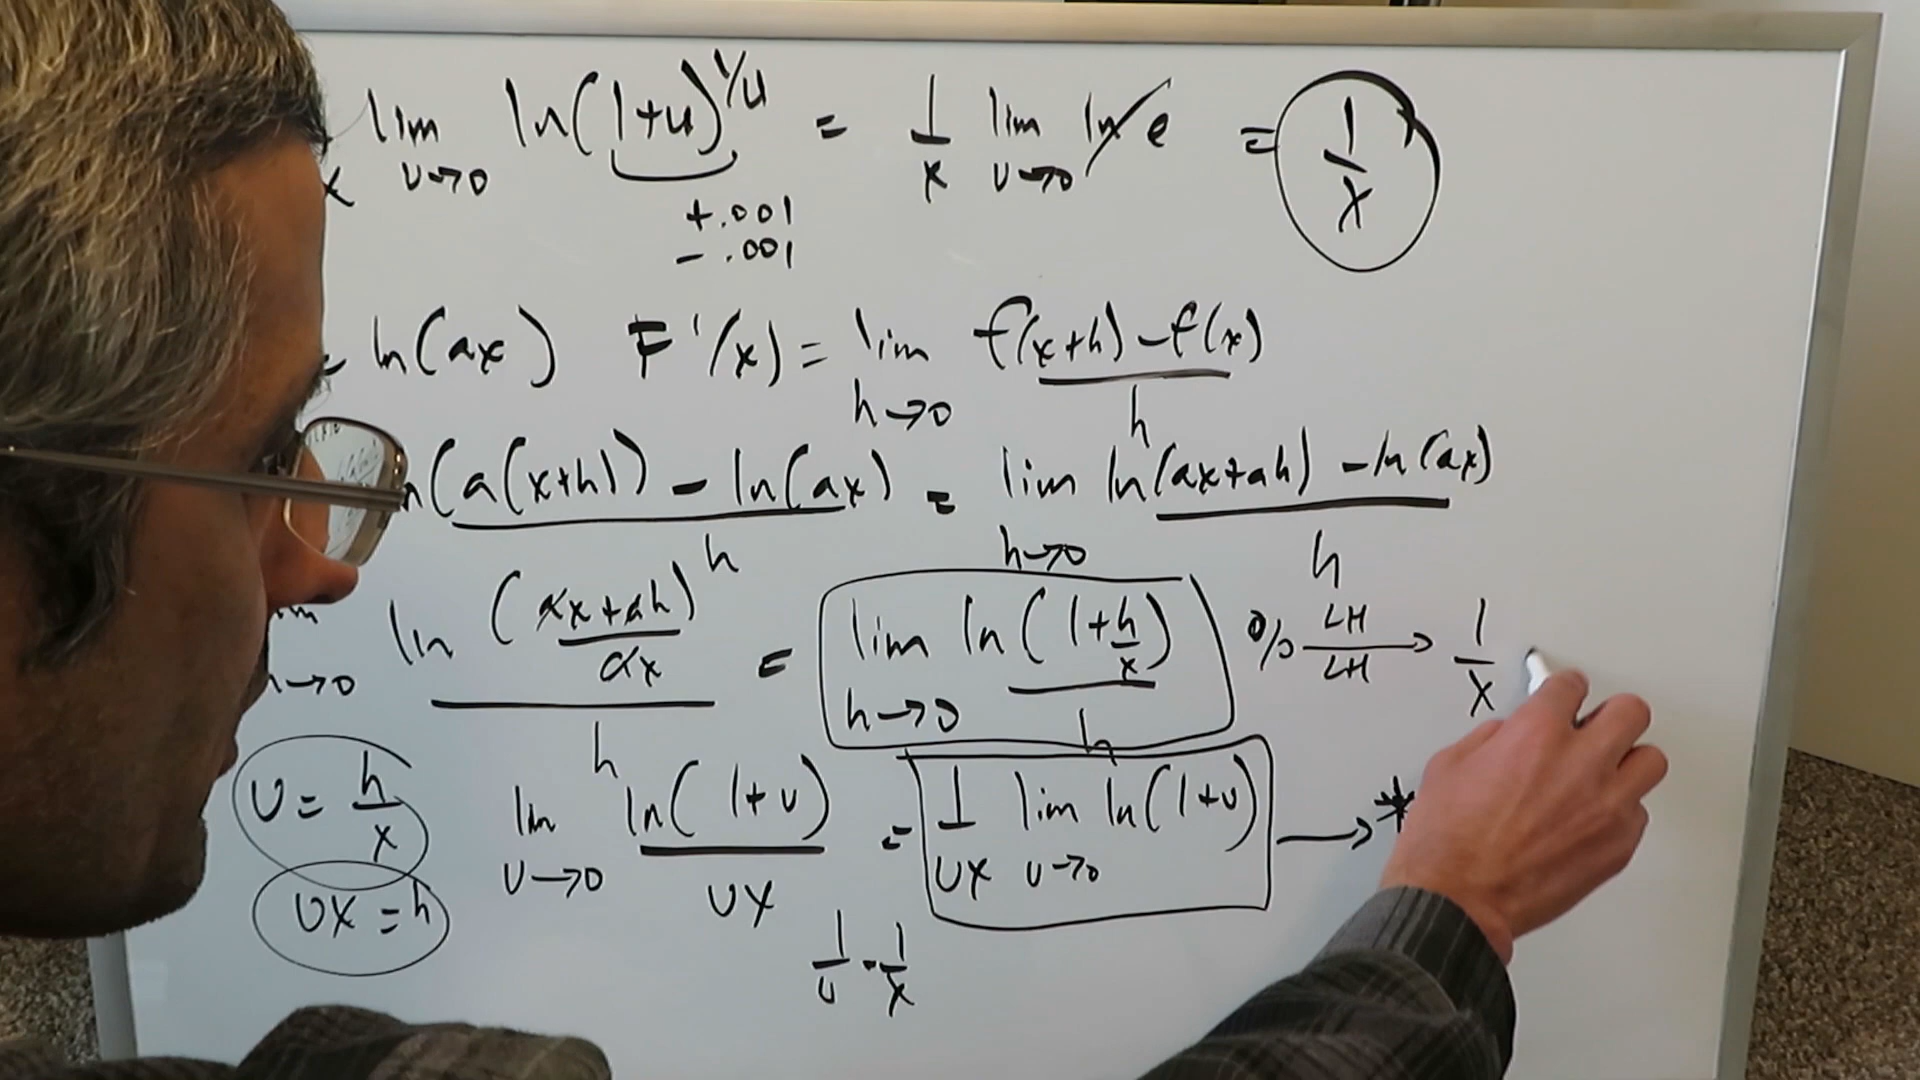 x lim u→0 ln(1+u)^1/u = 1/x lim u→0 ln e = 1/x
+.001
-.001
= ln(ax) F'(x) = lim h→0 f(x+h)-f(x) / h
n(a(x+h)) - ln(ax) / h = lim h→0 ln(ax+ah) - ln(ax) / h
h→0 ln(ax+ah / ax) / h = lim h→0 ln(1+h/x) / h 0/0 LH → LH 1/x
u = h/x lim u→0 ln(1+u) / ux = 1/ux lim u→0 ln(1+u) → *
ux = h
1/u · 1/x